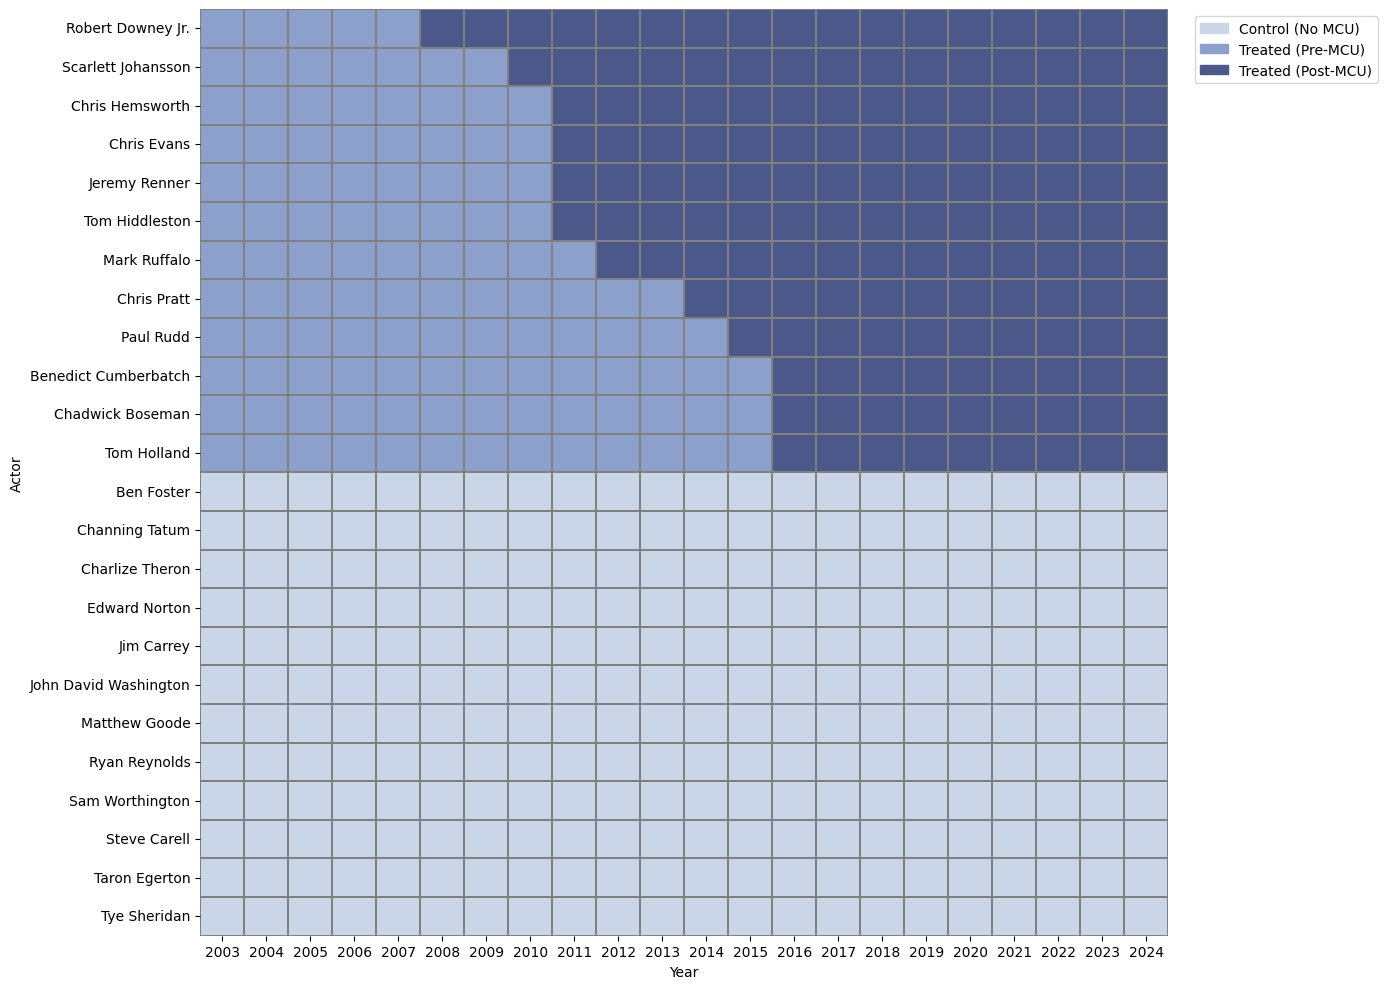 Robert Downey Jr.
Scarlett Johansson
Chris Hemsworth
Chris Evans
Jeremy Renner
Tom Hiddleston
Mark Ruffalo
Chris Pratt
Paul Rudd
Benedict Cumberbatch
Chadwick Boseman
Tom Holland
Ben Foster
Channing Tatum
Charlize Theron
Edward Norton
Jim Carrey
John David Washington
Matthew Goode
Ryan Reynolds
Sam Worthington
Steve Carell
Taron Egerton
Tye Sheridan
Actor
2003 2004 2005 2006 2007 2008 2009 2010 2011 2012 2013 2014 2015 2016 2017 2018 2019 2020 2021 2022 2023 2024
Year
Control (No MCU)
Treated (Pre-MCU)
Treated (Post-MCU)